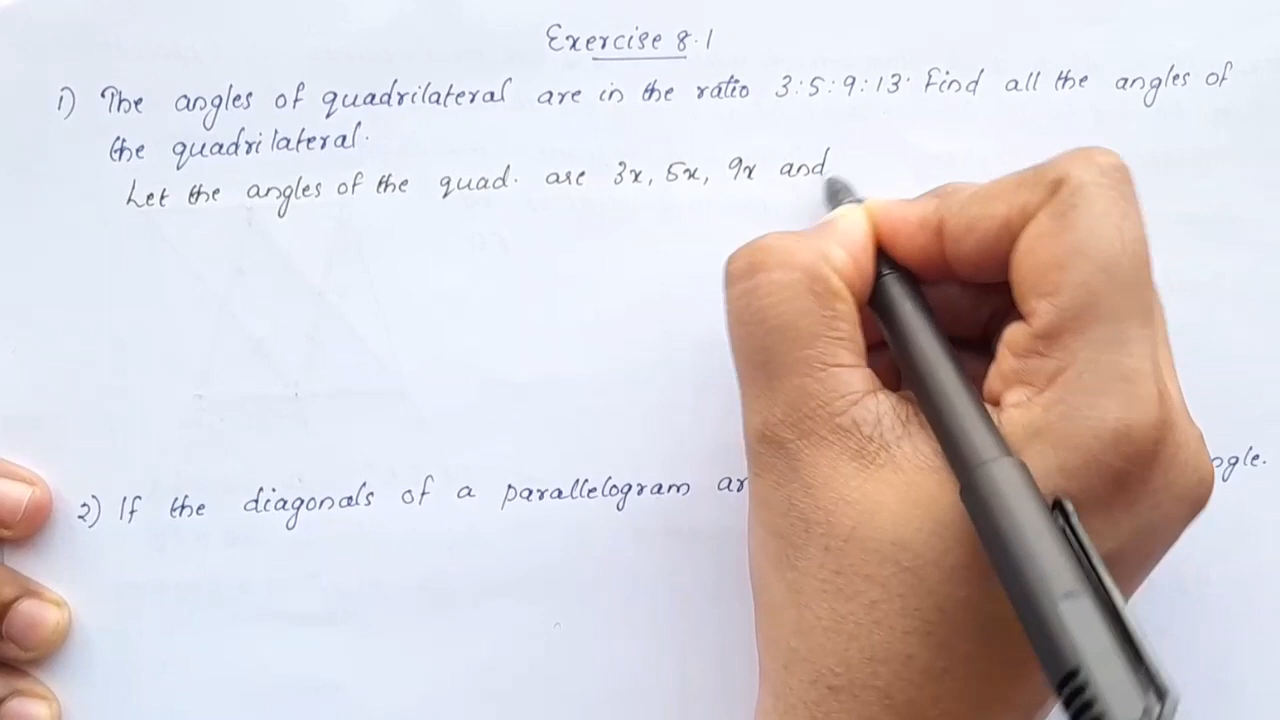 Exercise 8.1
1) The angles of quadrilateral are in the ratio 3:5:9:13. Find all the angles of
the quadrilateral.
Let the angles of the quad. are 3x, 5x, 9x and
2) If the diagonals of a parallelogram